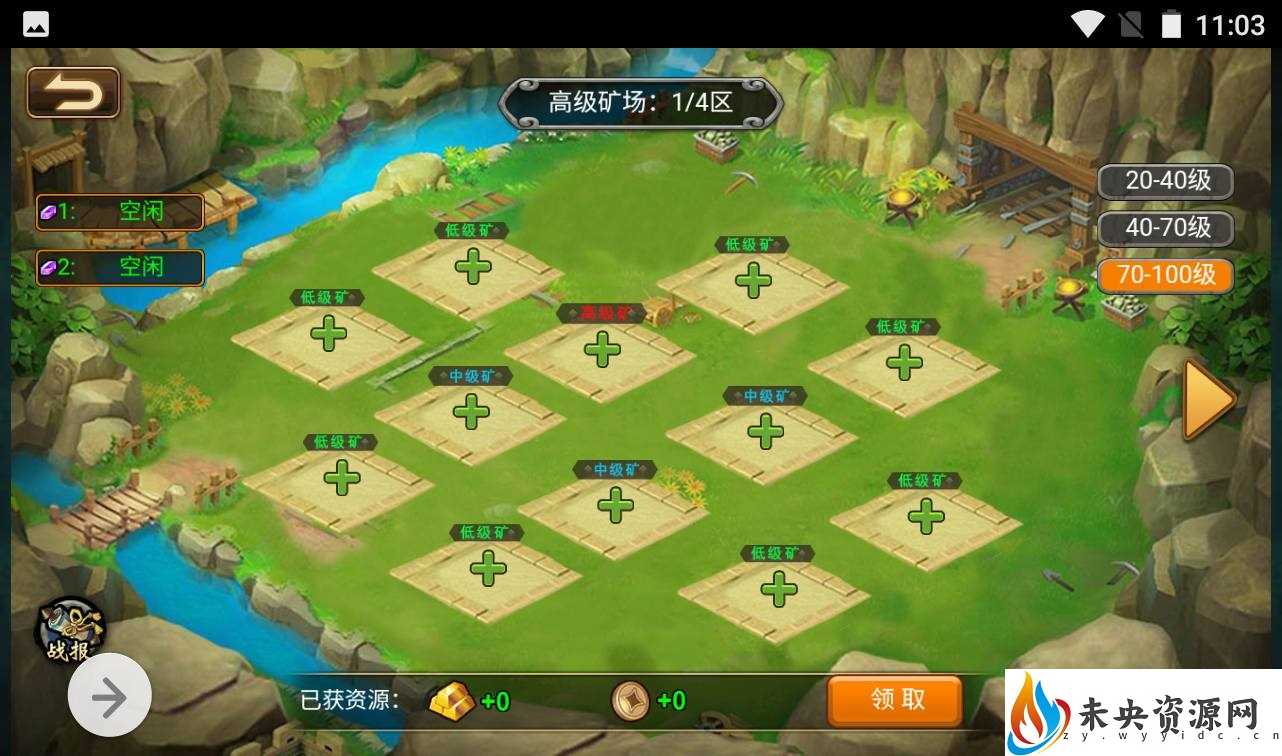 11:03
高级矿场：1/4区
20-40级
1: 空闲
40-70级
低级矿
低级矿
2: 空闲
70-100级
低级矿
高级矿
低级矿
中级矿
中级矿
低级矿
中级矿
低级矿
低级矿
低级矿
战报
已获资源： +0 +0
领取
未央资源网
zynwyyidc.cn